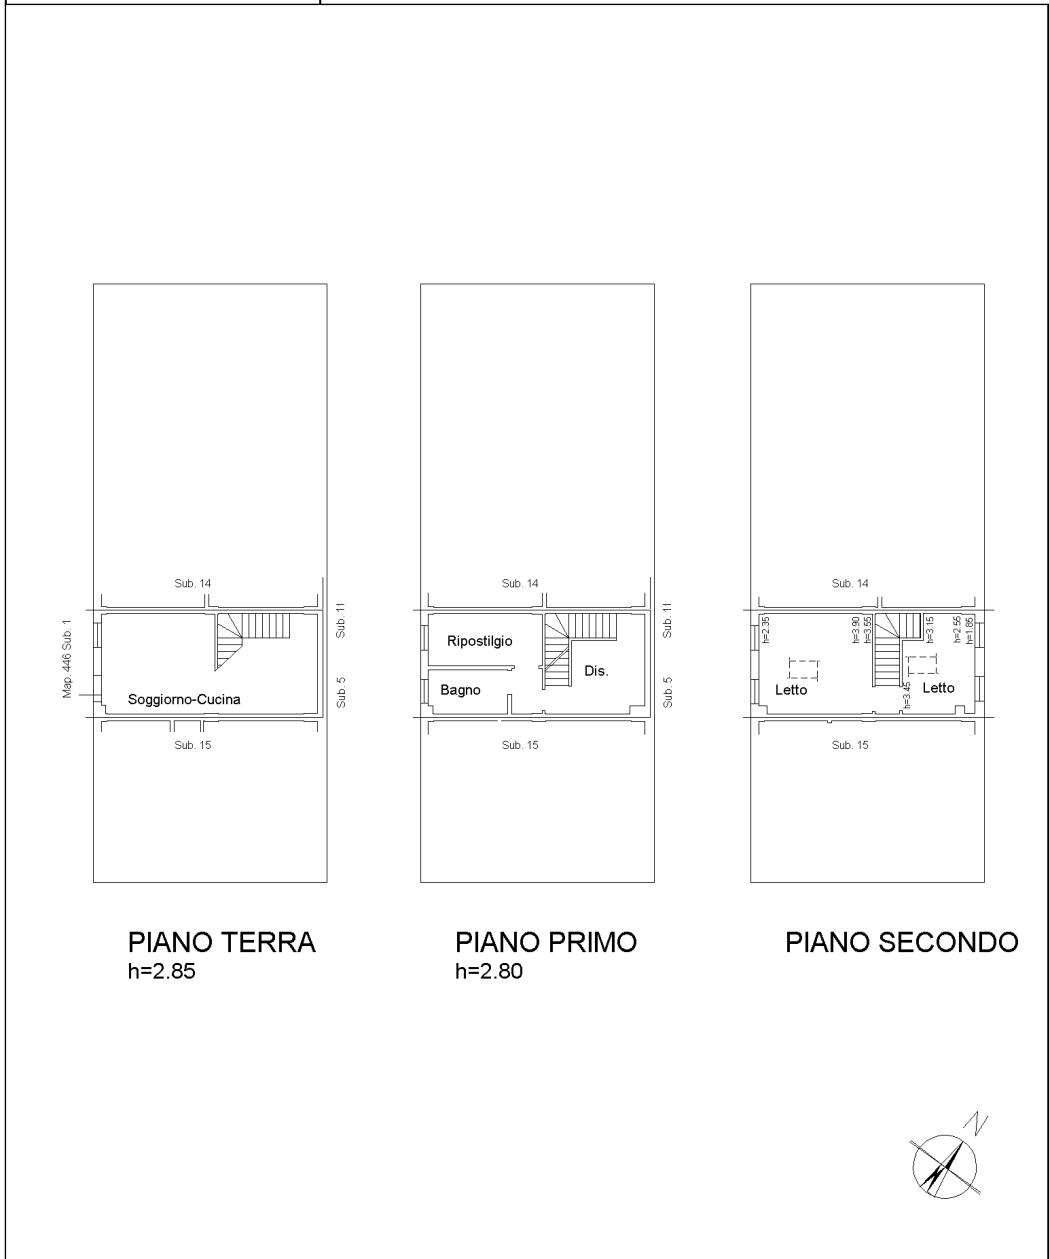 Sub. 14
Map. 446 Sub. 1
Sub. 11
Sub. 5
Soggiorno-Cucina
Sub. 15
PIANO TERRA
h=2.85
Sub. 14
Ripostilgio
Bagno
Dis.
Sub. 11
Sub. 5
Sub. 15
PIANO PRIMO
h=2.80
Sub. 14
h=2.35
h=3.90
h=3.55
h=3.15
h=2.55
h=1.85
Letto
h=3.45
Letto
Sub. 15
PIANO SECONDO
N